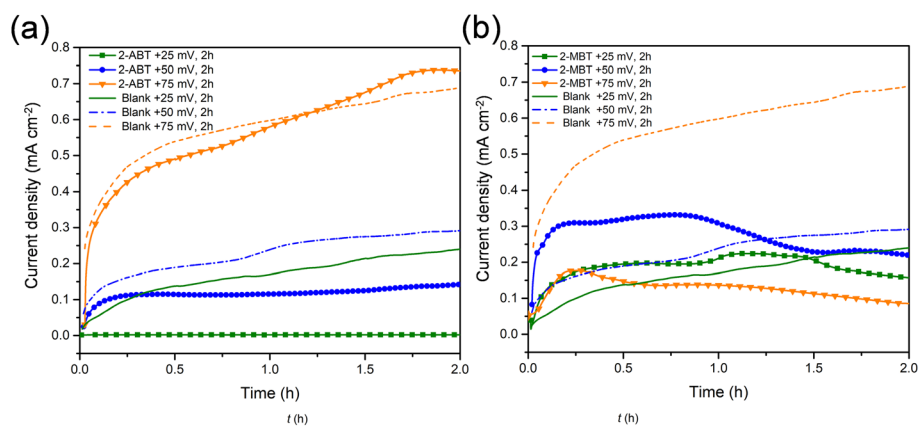 (a)
0.8
0.7
0.6
0.5
0.4
0.3
0.2
0.1
0.0
Current density (mA cm-2)
2-ABT +25 mV, 2h
2-ABT +50 mV, 2h
2-ABT +75 mV, 2h
Blank +25 mV, 2h
Blank +50 mV, 2h
Blank +75 mV, 2h
0.0 0.5 1.0 1.5 2.0
Time (h)
t (h)
(b)
0.8
0.7
0.6
0.5
0.4
0.3
0.2
0.1
0.0
Current density (mA cm-2)
2-MBT +25 mV, 2h
2-MBT +50 mV, 2h
2-MBT +75 mV, 2h
Blank +25 mV, 2h
Blank +50 mV, 2h
Blank +75 mV, 2h
0.0 0.5 1.0 1.5 2.0
Time (h)
t (h)